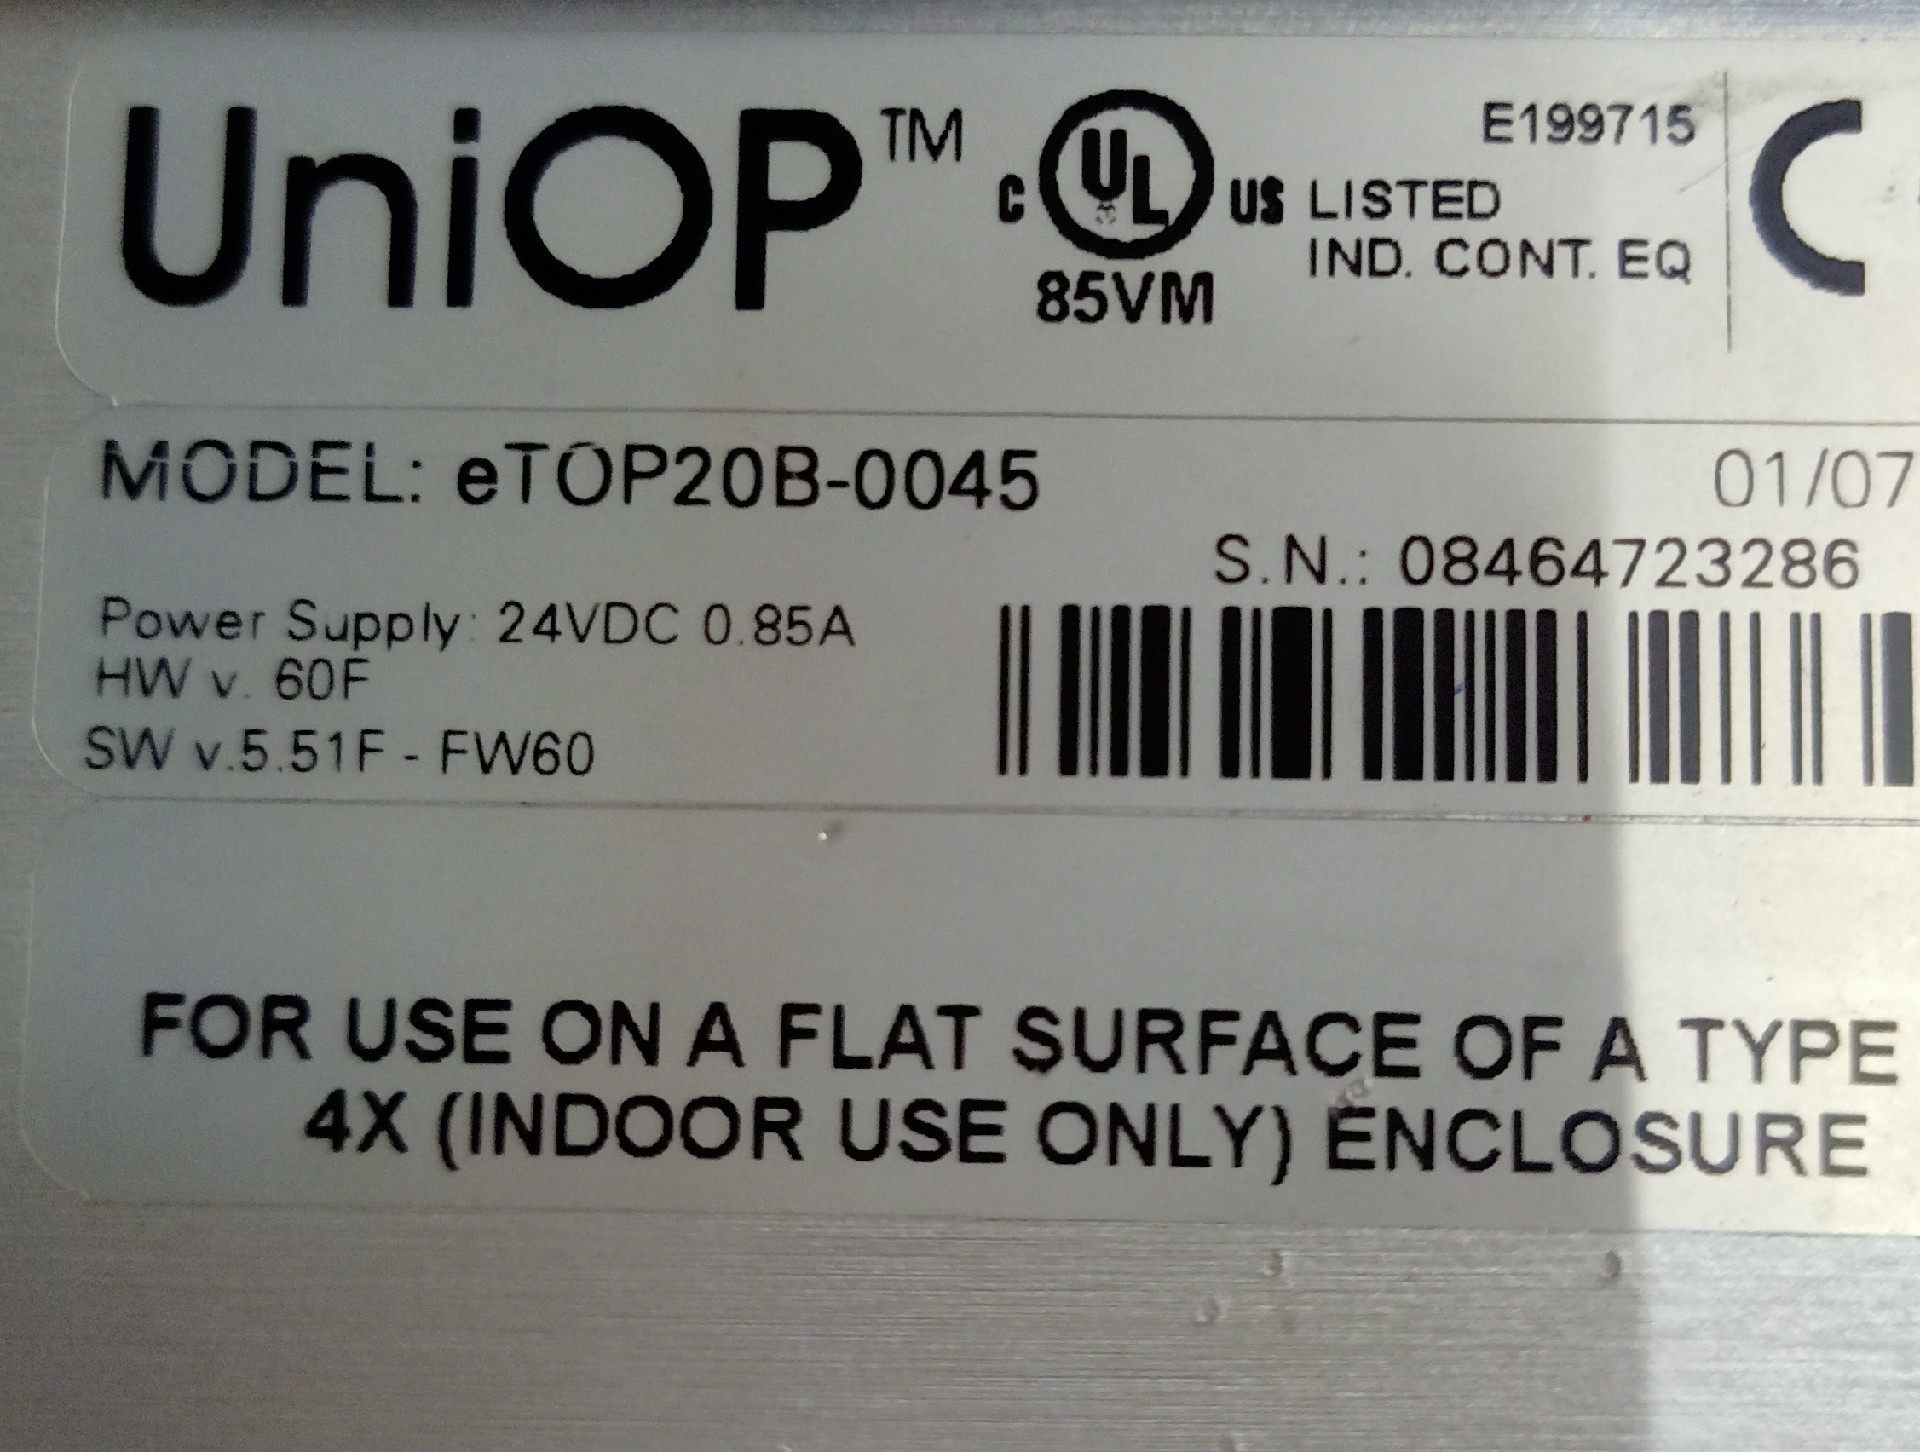 UniOP™
C UL US
E199715
LISTED
IND. CONT. EQ
85VM
MODEL: eTOP20B-0045
01/07
S.N.: 08464723286
Power Supply: 24VDC 0.85A
HW v. 60F
SW v.5.51F - FW60
FOR USE ON A FLAT SURFACE OF A TYPE
4X (INDOOR USE ONLY) ENCLOSURE